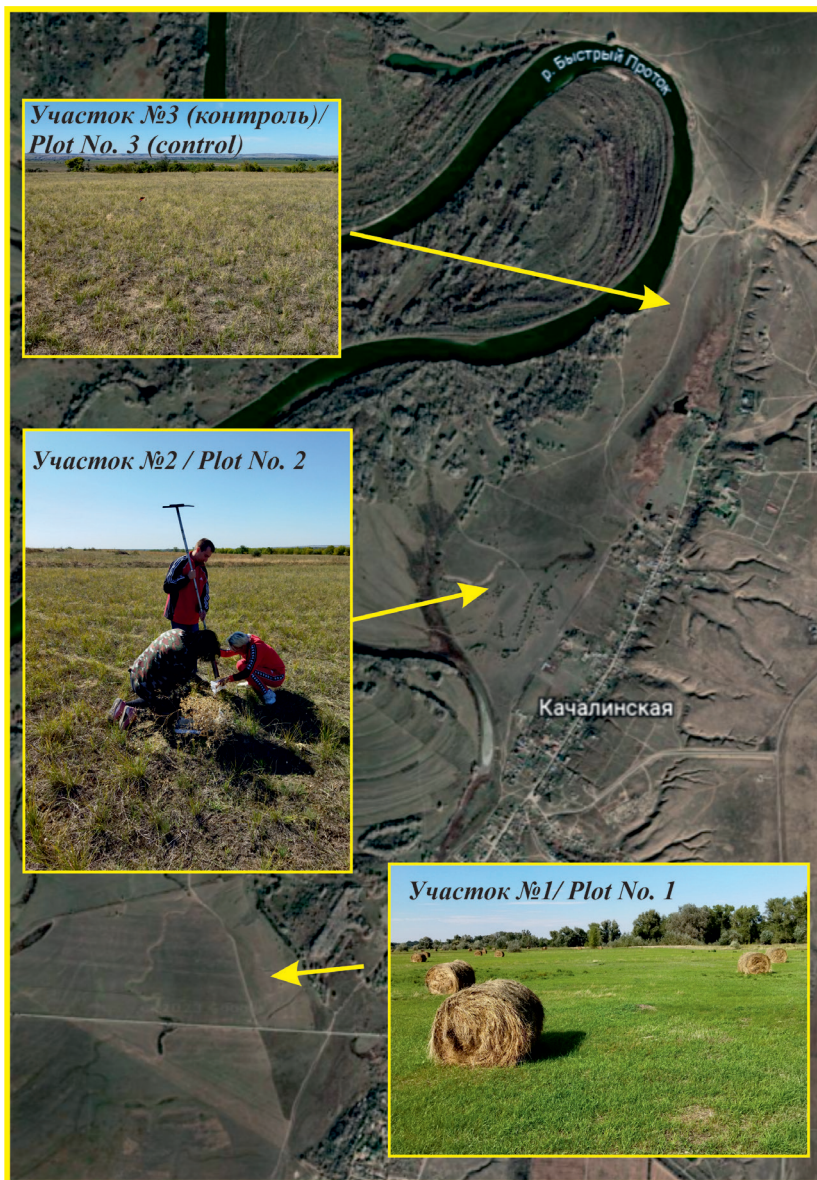 р. Быстрый Проток
Участок №3 (контроль)/
Plot No. 3 (control)
Участок №2 / Plot No. 2
Качалинская
Участок №1/ Plot No. 1